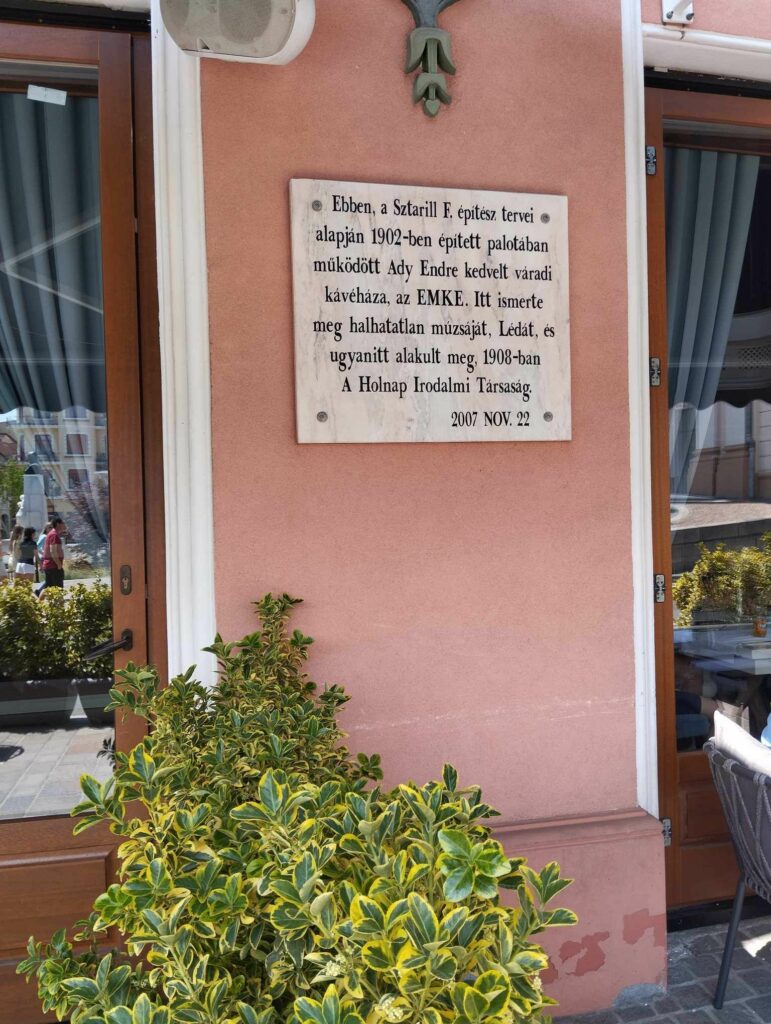 Ebben, a Sztarill F. építész tervei
alapján 1902-ben épített palotában
működött Ady Endre kedvelt váradi
kávéháza, az EMKE. Itt ismerte
meg halhatatlan múzsáját, Lédát, és
ugyanitt alakult meg, 1908-ban
A Holnap Irodalmi Társaság.
2007 NOV. 22